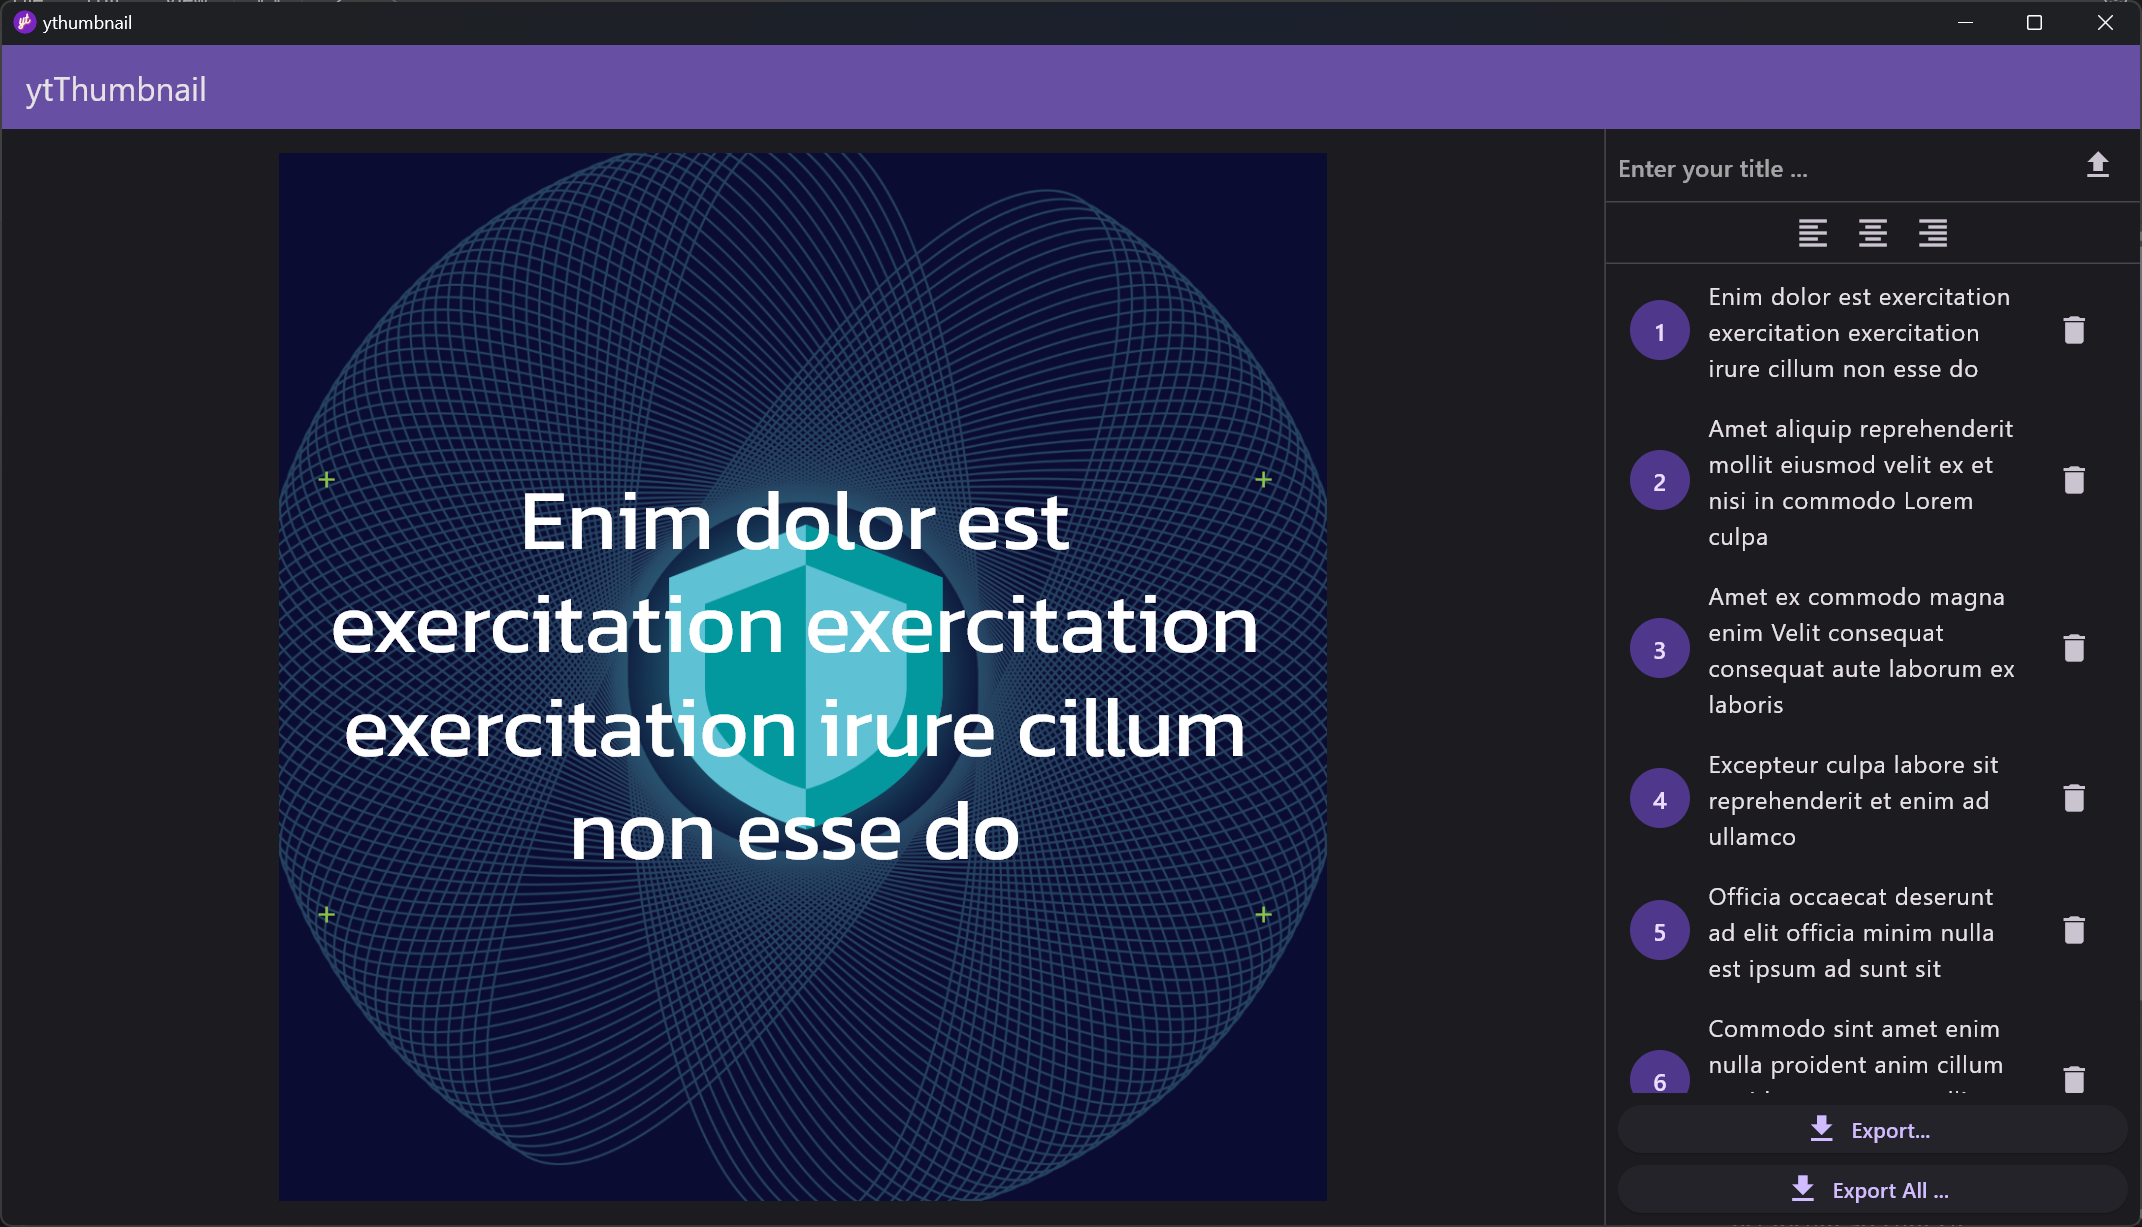 ythumbnail
ytThumbnail
Enim dolor est
exercitation exercitation
exercitation irure cillum
non esse do
Enter your title ...
1
Enim dolor est exercitation
exercitation exercitation
irure cillum non esse do
2
Amet aliquip reprehenderit
mollit eiusmod velit ex et
nisi in commodo Lorem
culpa
3
Amet ex commodo magna
enim Velit consequat
consequat aute laborum ex
laboris
4
Excepteur culpa labore sit
reprehenderit et enim ad
ullamco
5
Officia occaecat deserunt
ad elit officia minim nulla
est ipsum ad sunt sit
6
Commodo sint amet enim
nulla proident anim cillum
Export...
Export All ...